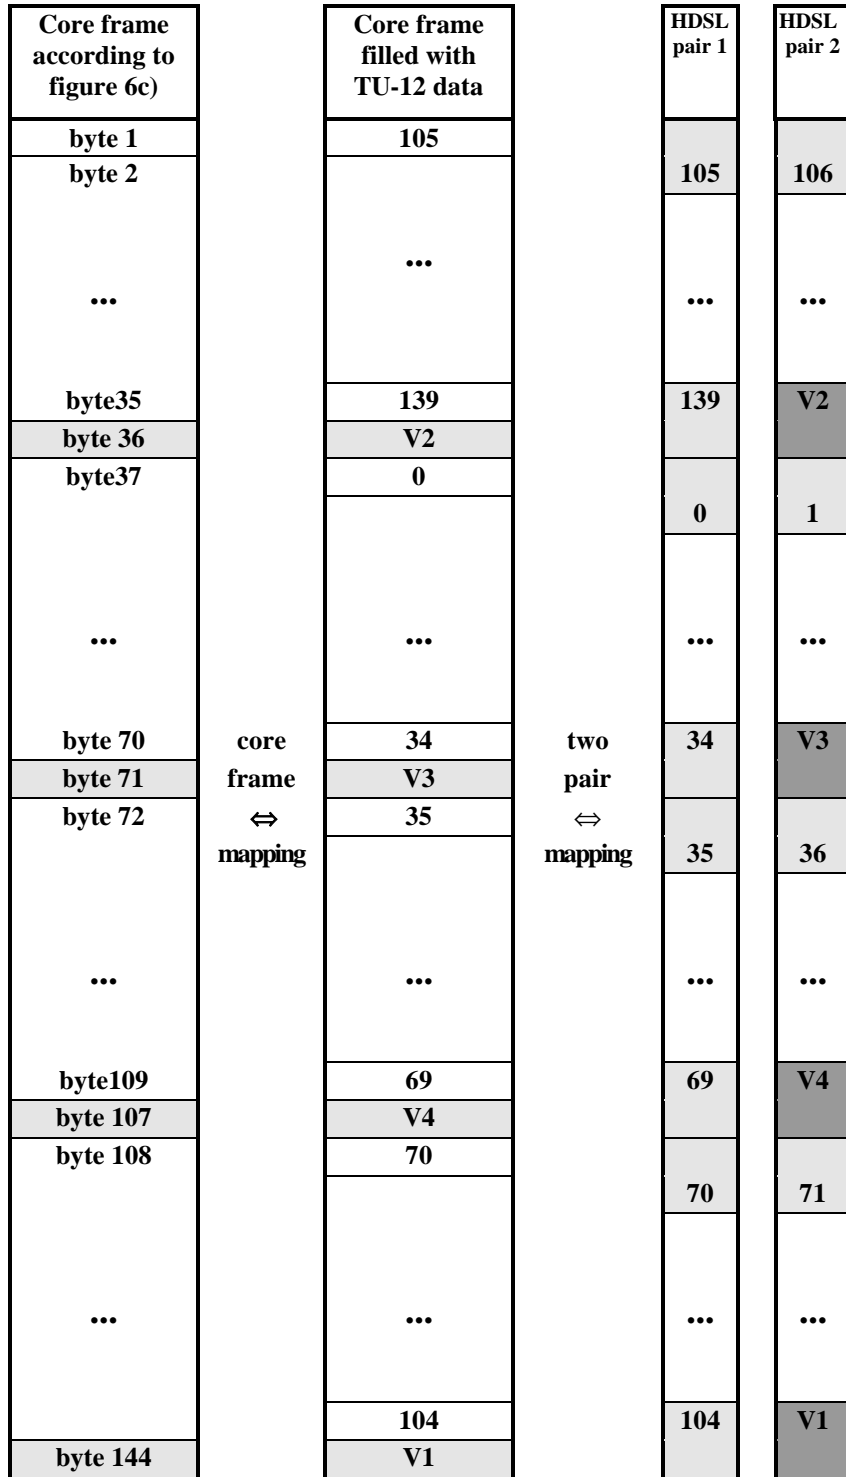 Core frame according to figure 6c) Core frame filled with TU-12 data HDSL pair 1 HDSL pair 2
byte 1 105
byte 2 105 106
...
... ... ...
byte35 139 139 V2
byte 36 V2
byte37 0
0 1
... ... ... ...
byte 70 core 34 two 34 V3
byte 71 frame V3 pair
byte 72 ⇔ 35 ⇔
mapping mapping 35 36
... ... ... ...
byte109 69 69 V4
byte 107 V4
byte 108 70
70 71
... ... ... ...
104 104 V1
byte 144 V1